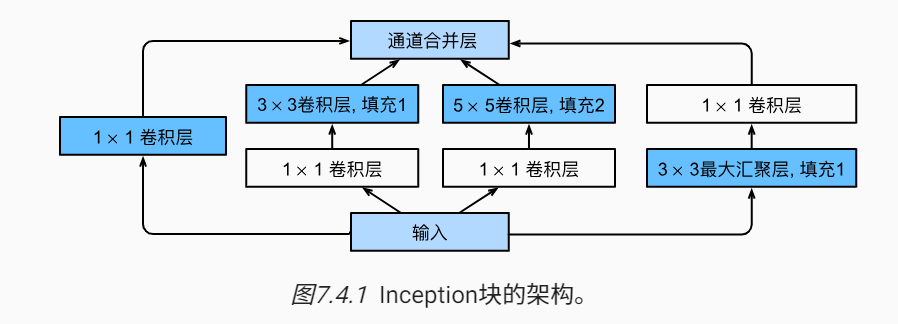 通道合并层
3 × 3卷积层, 填充1
5 × 5卷积层, 填充2
1 × 1 卷积层
1 × 1 卷积层
1 × 1 卷积层
1 × 1 卷积层
3 × 3最大汇聚层, 填充1
输入
图7.4.1 Inception块的架构。